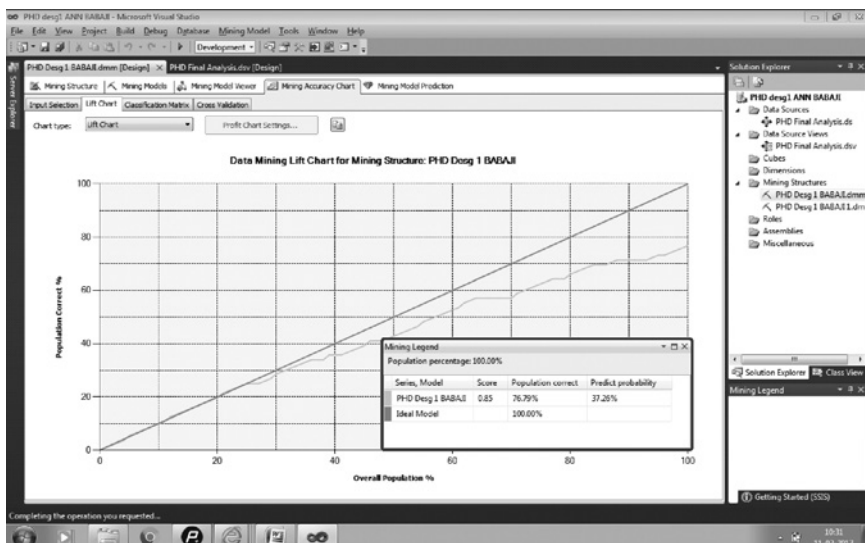 PHD desg1 ANN BABAJI - Microsoft Visual Studio
File Edit View Project Build Debug Database Mining Model Tools Window Help
Development
PHD Desg 1 BABAJI.dmm [Design] PHD Final Analysis.dsv [Design]
Mining Structure Mining Models Mining Model Viewer Mining Accuracy Chart Mining Model Prediction
Input Selection Lift Chart Classification Matrix Cross Validation
Chart type: Lift Chart Profit Chart Settings...
Data Mining Lift Chart for Mining Structure: PHD Desg 1 BABAJI
100
80
60
40
20
0
Population Correct %
0 20 40 60 80 100
Overall Population %
Mining Legend
Population percentage: 100.00%
Series, Model Score Population correct Predict probability
PHD Desg 1 BABAJI 0.85 76.79% 37.26%
Ideal Model 100.00%
Server Explorer
Solution Explorer
PHD desg1 ANN BABAJI
Data Sources
PHD Final Analysis.ds
Data Source Views
PHD Final Analysis.dsv
Cubes
Dimensions
Mining Structures
PHD Desg 1 BABAJI.dmm
PHD Desg 1 BABAJI1.dm
Roles
Assemblies
Miscellaneous
Solution Explorer Class View
Mining Legend
Getting Started (SSIS)
Completing the operation you requested...
10:31